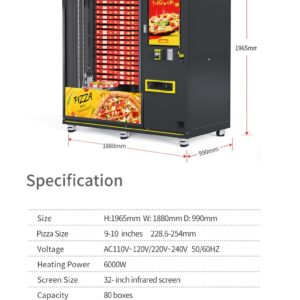 PIZZA
1965mm
1880mm
990mm
Specification
Size H:1965mm W:1880mm D:990mm
Pizza Size 9-10 inches 228.6-254mm
Voltage AC110V~120V/220V~240V 50/60HZ
Heating Power 6000W
Screen Size 32- inch infrared screen
Capacity 80 boxes